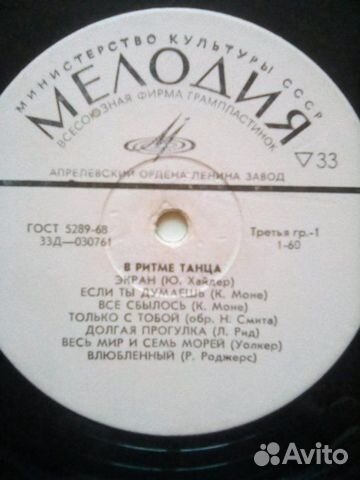 МИНИСТЕРСТВО КУЛЬТУРЫ СССР
МЕЛОДИЯ
ВСЕСОЮЗНАЯ ФИРМА ГРАМПЛАСТИНОК
▽33
АПРЕЛЕВСКИЙ ОРДЕНА ЛЕНИНА ЗАВОД
ГОСТ 5289-68
33Д—030761
Третья гр.-1
1-60
В РИТМЕ ТАНЦА
ЭКРАН (Ю. Хайдер)
ЕСЛИ ТЫ ДУМАЕШЬ (К. Моне)
ВСЕ СБЫЛОСЬ (К. Моне)
ТОЛЬКО С ТОБОЙ (обр. Н. Смита)
ДОЛГАЯ ПРОГУЛКА (Л. Рид)
ВЕСЬ МИР И СЕМЬ МОРЕЙ (Уолкер)
ВЛЮБЛЕННЫЙ (Р. Роджерс)
Avito